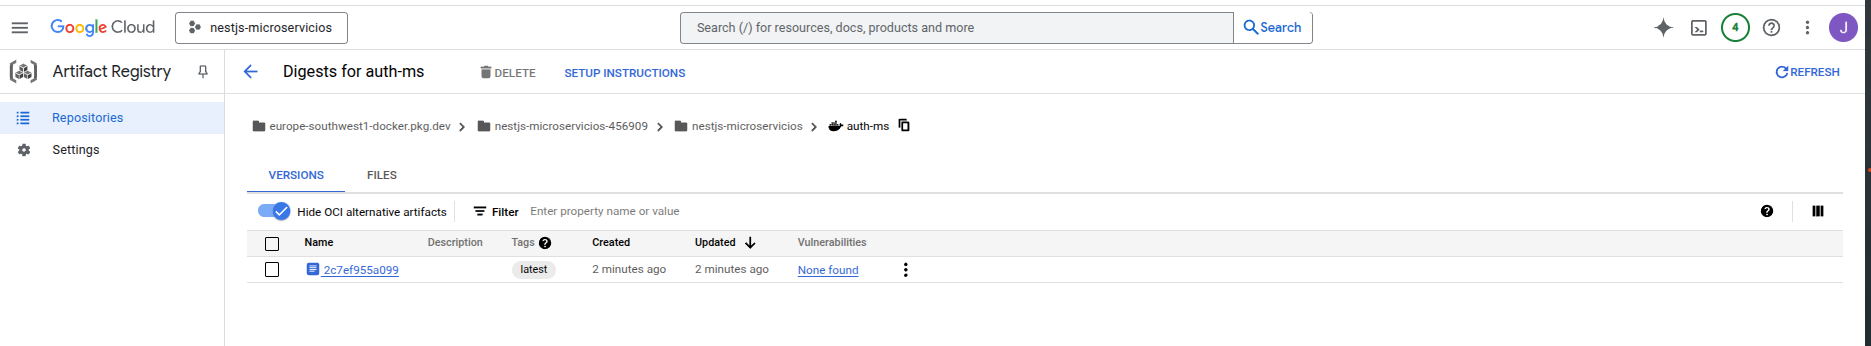 Google Cloud
nestjs-microservicios
Search (/) for resources, docs, products and more
Search
4
J
Artifact Registry
Digests for auth-ms
DELETE
SETUP INSTRUCTIONS
REFRESH
Repositories
Settings
europe-southwest1-docker.pkg.dev > nestjs-microservicios-456909 > nestjs-microservicios > auth-ms
VERSIONS FILES
Hide OCI alternative artifacts
Filter
Enter property name or value
Name Description Tags Created Updated Vulnerabilities
2c7ef955a099 latest 2 minutes ago 2 minutes ago None found